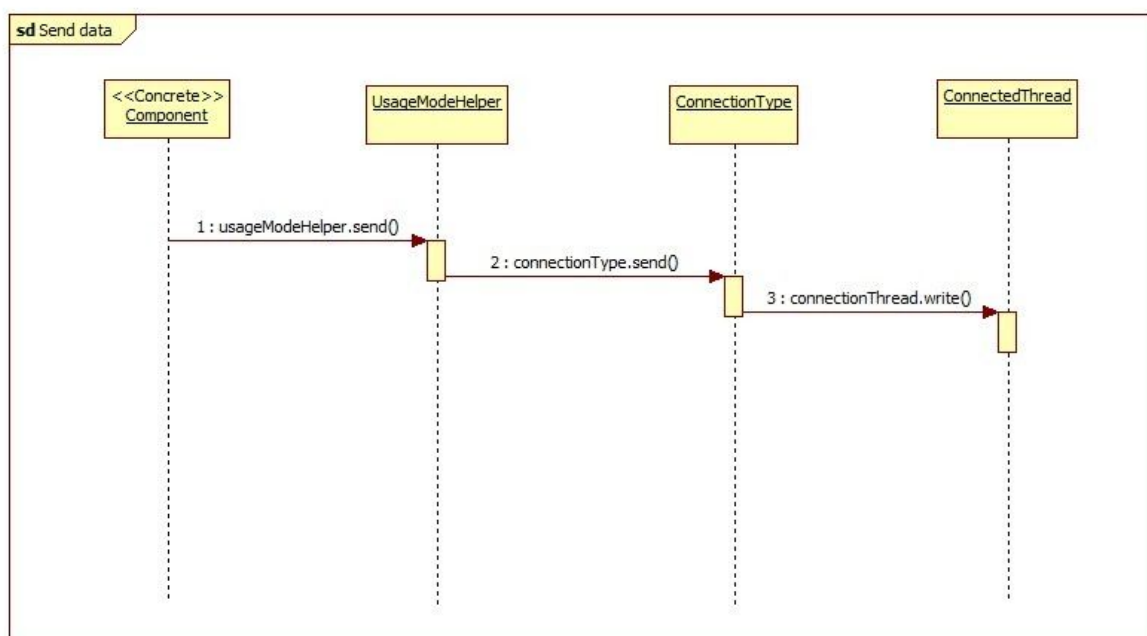 sd Send data
<<Concrete>>
Component
UsageModeHelper
ConnectionType
ConnectedThread
1 : usageModeHelper.send()
2 : connectionType.send()
3 : connectionThread.write()